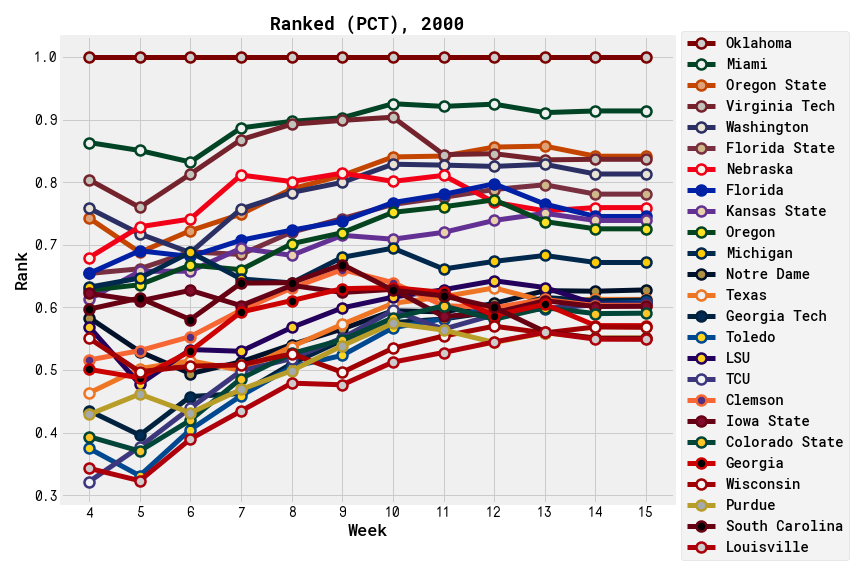 Ranked (PCT), 2000
1.0
0.9
0.8
0.7
0.6
0.5
0.4
0.3
Rank
4 5 6 7 8 9 10 11 12 13 14 15
Week
Oklahoma
Miami
Oregon State
Virginia Tech
Washington
Florida State
Nebraska
Florida
Kansas State
Oregon
Michigan
Notre Dame
Texas
Georgia Tech
Toledo
LSU
TCU
Clemson
Iowa State
Colorado State
Georgia
Wisconsin
Purdue
South Carolina
Louisville